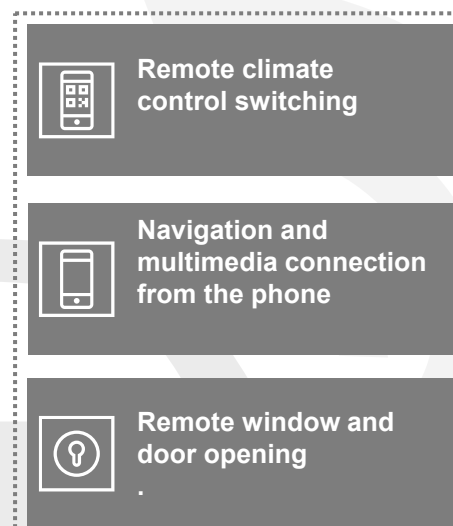 Remote climate
control switching
Navigation and
multimedia connection
from the phone
Remote window and
door opening
.